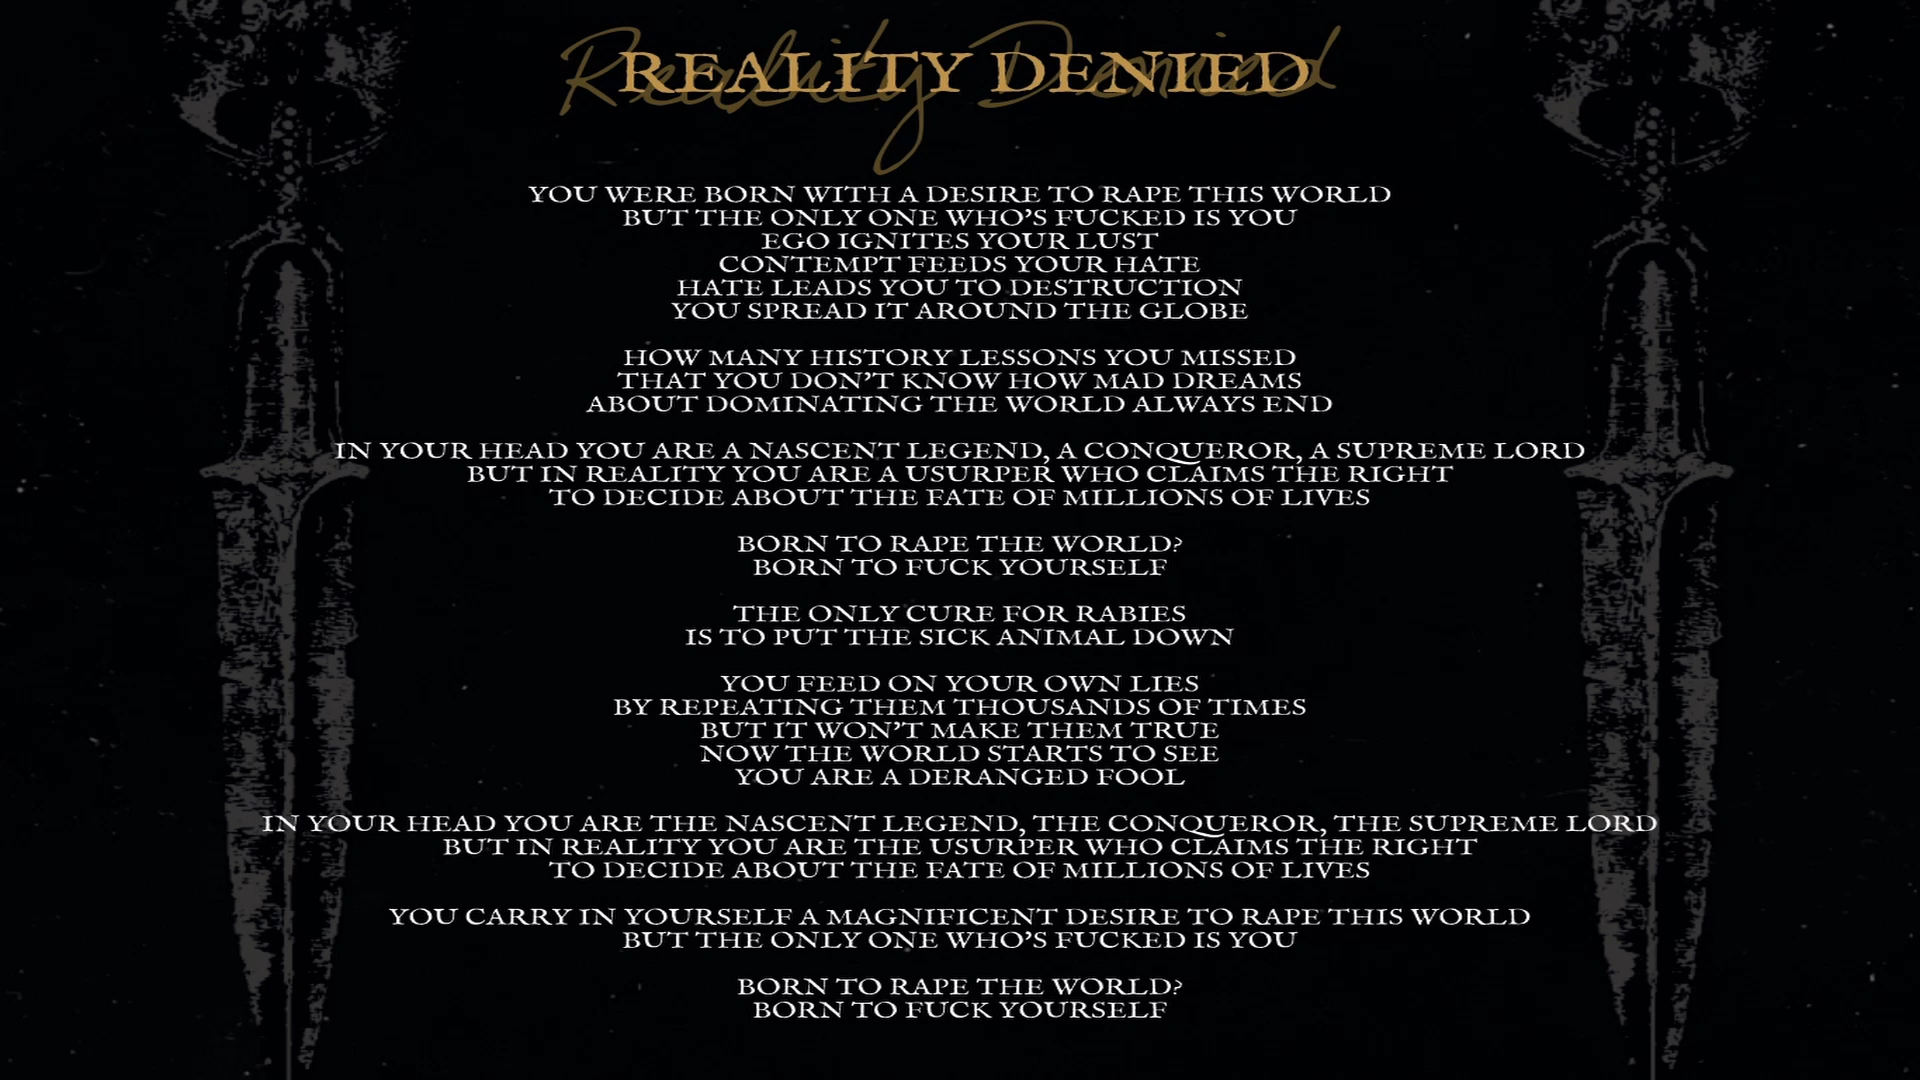 Reality Denied
REALITY DENIED
YOU WERE BORN WITH A DESIRE TO RAPE THIS WORLD
BUT THE ONLY ONE WHO'S FUCKED IS YOU
EGO IGNITES YOUR LUST
CONTEMPT FEEDS YOUR HATE
HATE LEADS YOU TO DESTRUCTION
YOU SPREAD IT AROUND THE GLOBE
HOW MANY HISTORY LESSONS YOU MISSED
THAT YOU DON'T KNOW HOW MAD DREAMS
ABOUT DOMINATING THE WORLD ALWAYS END
IN YOUR HEAD YOU ARE A NASCENT LEGEND, A CONQUEROR, A SUPREME LORD
BUT IN REALITY YOU ARE A USURPER WHO CLAIMS THE RIGHT
TO DECIDE ABOUT THE FATE OF MILLIONS OF LIVES
BORN TO RAPE THE WORLD?
BORN TO FUCK YOURSELF
THE ONLY CURE FOR RABIES
IS TO PUT THE SICK ANIMAL DOWN
YOU FEED ON YOUR OWN LIES
BY REPEATING THEM THOUSANDS OF TIMES
BUT IT WON'T MAKE THEM TRUE
NOW THE WORLD STARTS TO SEE
YOU ARE A DERANGED FOOL
IN YOUR HEAD YOU ARE THE NASCENT LEGEND, THE CONQUEROR, THE SUPREME LORD
BUT IN REALITY YOU ARE THE USURPER WHO CLAIMS THE RIGHT
TO DECIDE ABOUT THE FATE OF MILLIONS OF LIVES
YOU CARRY IN YOURSELF A MAGNIFICENT DESIRE TO RAPE THIS WORLD
BUT THE ONLY ONE WHO'S FUCKED IS YOU
BORN TO RAPE THE WORLD?
BORN TO FUCK YOURSELF